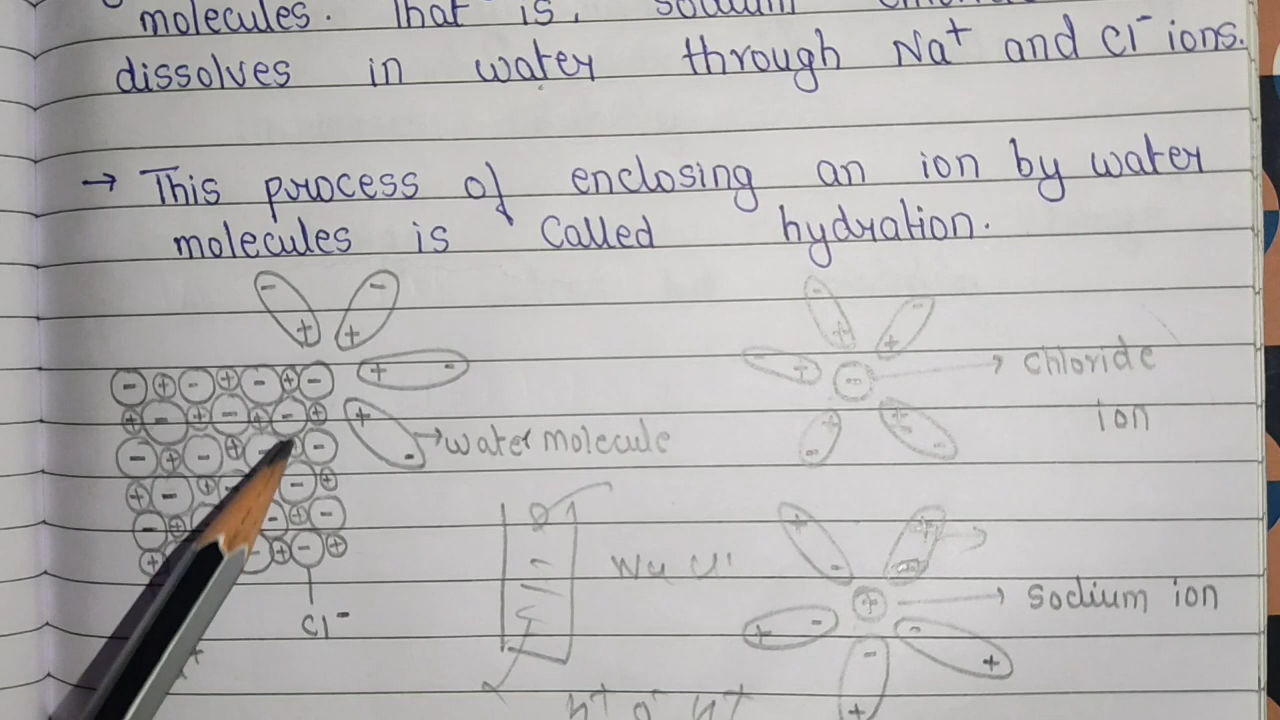 molecules. That is, sodium
dissolves in water through Na⁺ and Cl⁻ ions.
→ This process of enclosing an ion by water
molecules is called hydration.
→ water molecule
→ chloride
ion
→ sodium ion
Cl⁻